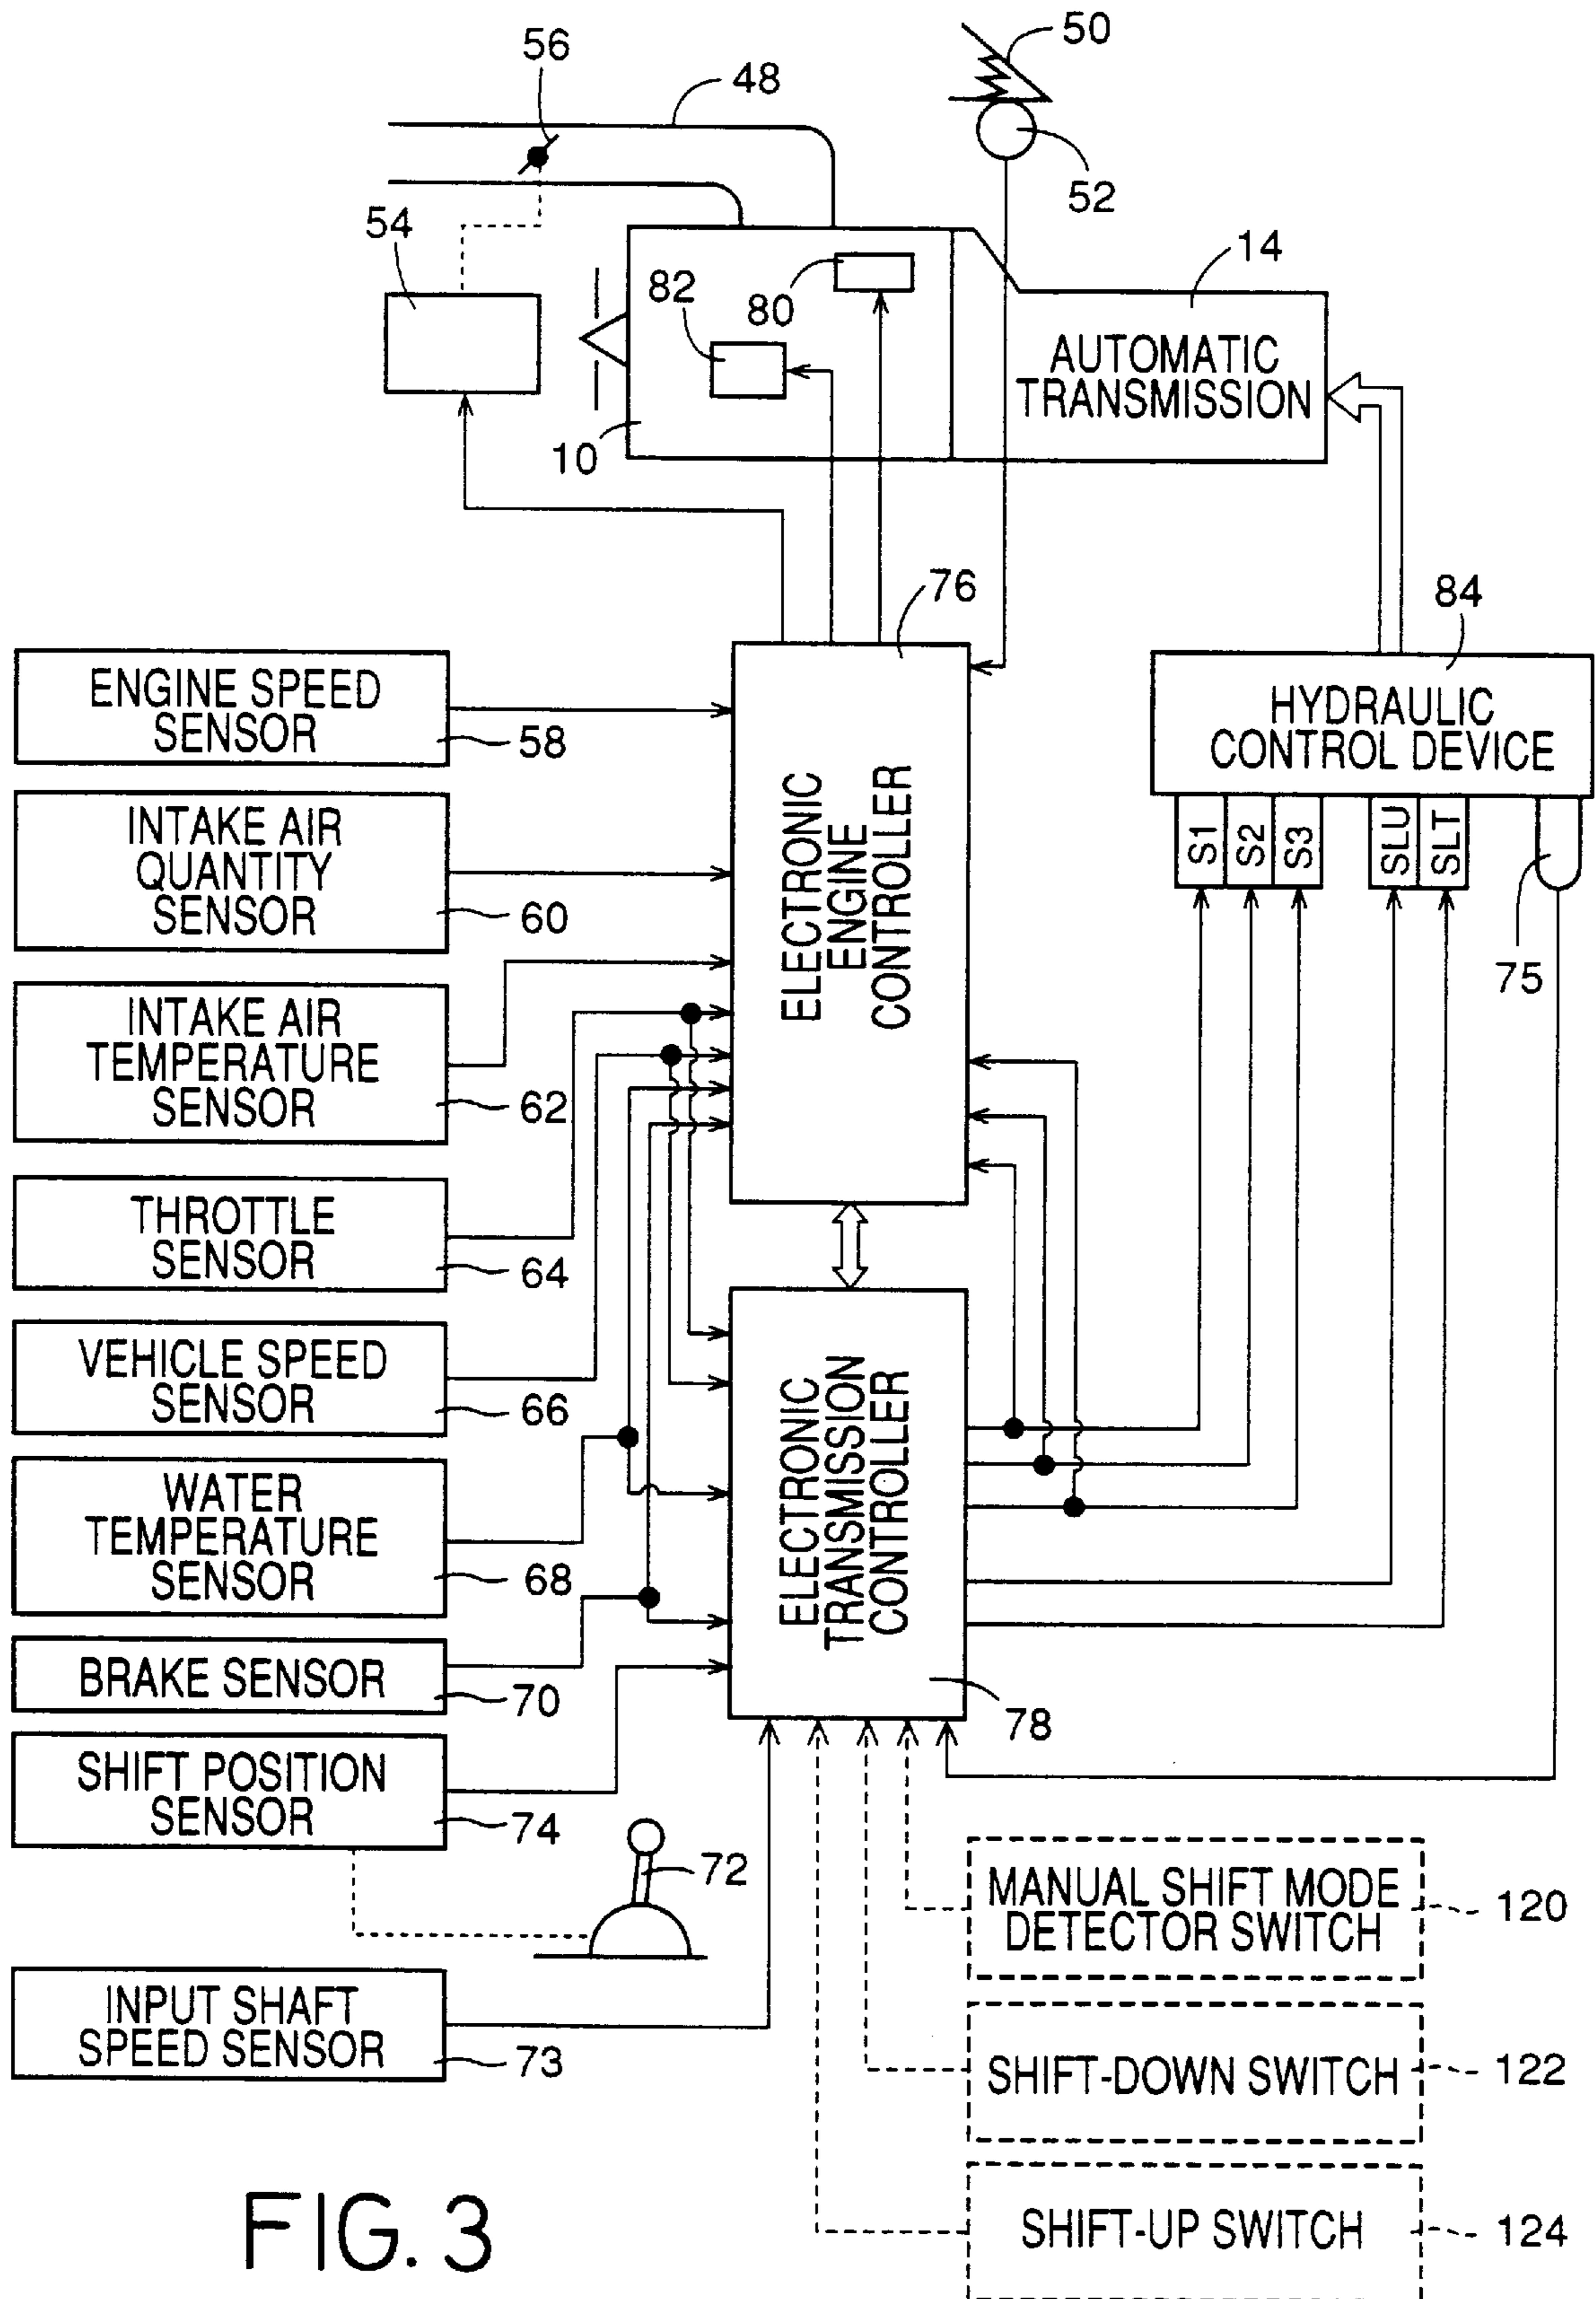 50
56
48
52
54
14
82
80
AUTOMATIC
TRANSMISSION
10
76
84
ENGINE SPEED
SENSOR
58
HYDRAULIC
CONTROL DEVICE
INTAKE AIR
QUANTITY
SENSOR
60
ELECTRONIC
ENGINE
CONTROLLER
S1
S2
S3
SLU
SLT
75
INTAKE AIR
TEMPERATURE
SENSOR
62
THROTTLE
SENSOR
64
VEHICLE SPEED
SENSOR
66
ELECTRONIC
TRANSMISSION
CONTROLLER
WATER
TEMPERATURE
SENSOR
68
BRAKE SENSOR
70
78
SHIFT POSITION
SENSOR
74
72
MANUAL SHIFT MODE
DETECTOR SWITCH
120
INPUT SHAFT
SPEED SENSOR
73
SHIFT-DOWN SWITCH
122
SHIFT-UP SWITCH
124
FIG. 3